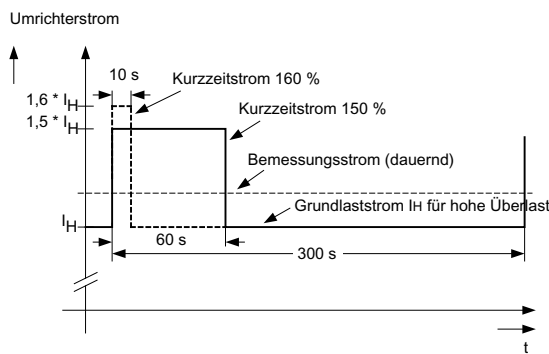 Umrichterstrom
10 s
Kurzzeitstrom 160 %
1,6 * IH
Kurzzeitstrom 150 %
1,5 * IH
Bemessungsstrom (dauernd)
Grundlaststrom IH für hohe Überlast
IH
60 s
300 s
t